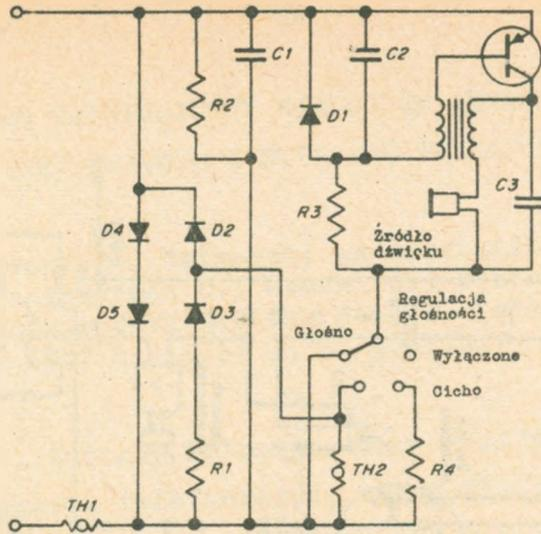 C1
C2
R2
D1
C3
R3
D4
D2
Źródło
dźwięku
D5
D3
Regulacja
głośności
Głośno
Wyłączone
Cicho
R1
TH2
R4
TH1